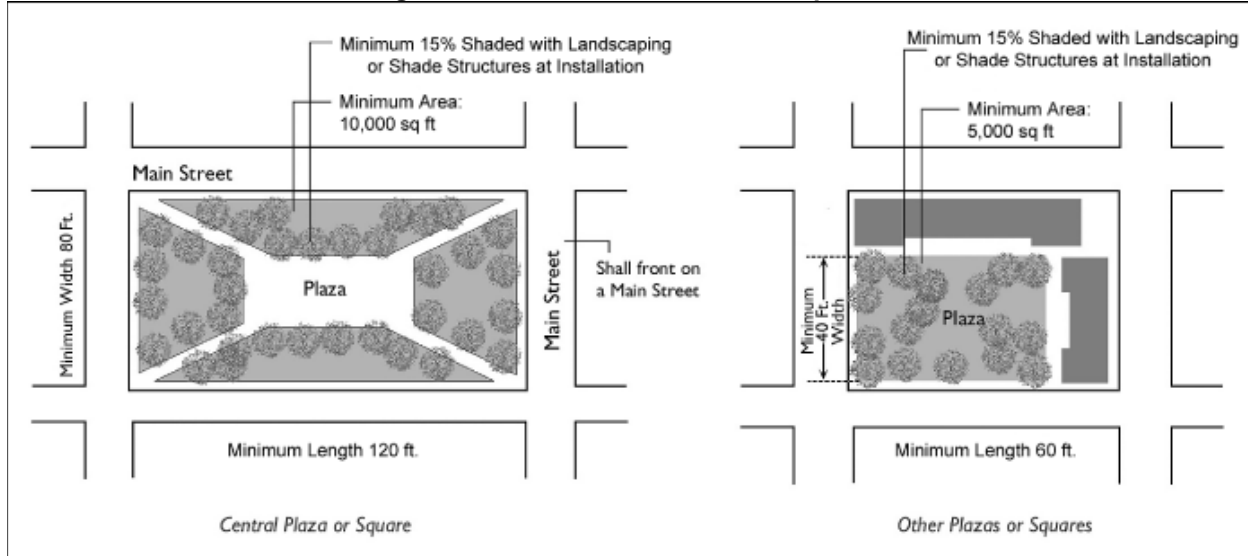 Minimum 15% Shaded with Landscaping
or Shade Structures at Installation
Minimum Area:
10,000 sq ft
Main Street
Minimum Width 80 Ft.
Plaza
Main Street
Shall front on
a Main Street
Minimum Length 120 ft.
Central Plaza or Square
Minimum 15% Shaded with Landscaping
or Shade Structures at Installation
Minimum Area:
5,000 sq ft
Minimum
40 Ft.
Width
Plaza
Minimum Length 60 ft.
Other Plazas or Squares